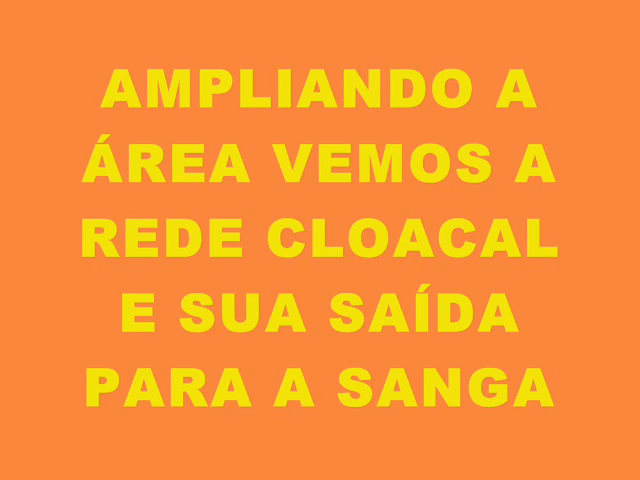 AMPLIANDO A
ÁREA VEMOS A
REDE CLOACAL
E SUA SAÍDA
PARA A SANGA